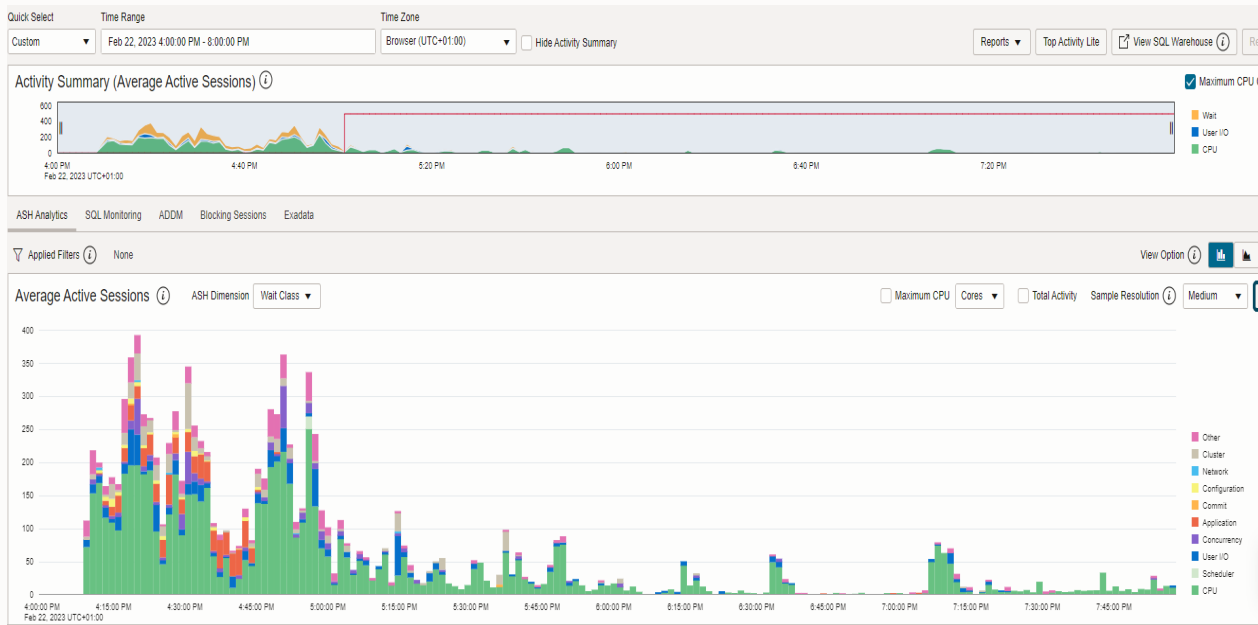 Quick Select Time Range Time Zone
Custom Feb 22, 2023 4:00:00 PM - 8:00:00 PM Browser (UTC+01:00) Hide Activity Summary Reports Top Activity Lite View SQL Warehouse Re
Activity Summary (Average Active Sessions) Maximum CPU
600
400
200
0
Wait
User I/O
CPU
4:00 PM 4:40 PM 5:20 PM 6:00 PM 6:40 PM 7:20 PM
Feb 22, 2023 UTC+01:00
ASH Analytics SQL Monitoring ADDM Blocking Sessions Exadata
Applied Filters None View Option
Average Active Sessions ASH Dimension Wait Class Maximum CPU Cores Total Activity Sample Resolution Medium
400
350
300
250
200
150
100
50
0
Other
Cluster
Network
Configuration
Commit
Application
Concurrency
User I/O
Scheduler
CPU
4:00:00 PM 4:15:00 PM 4:30:00 PM 4:45:00 PM 5:00:00 PM 5:15:00 PM 5:30:00 PM 5:45:00 PM 6:00:00 PM 6:15:00 PM 6:30:00 PM 6:45:00 PM 7:00:00 PM 7:15:00 PM 7:30:00 PM 7:45:00 PM
Feb 22, 2023 UTC+01:00